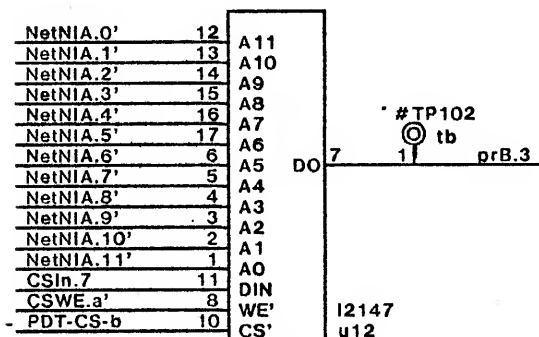 NetNIA.0' 12 A11
NetNIA.1' 13 A10
NetNIA.2' 14 A9
NetNIA.3' 15 A8
NetNIA.4' 16 A7
NetNIA.5' 17 A6
NetNIA.6' 6 A5
NetNIA.7' 5 A4
NetNIA.8' 4 A3
NetNIA.9' 3 A2
NetNIA.10' 2 A1
NetNIA.11' 1 A0
CSIn.7 11 DIN
CSWE.a' 8 WE'
PDT-CS-b 10 CS'
#TP102
tb
DO 7 1 prB.3
I2147
u12